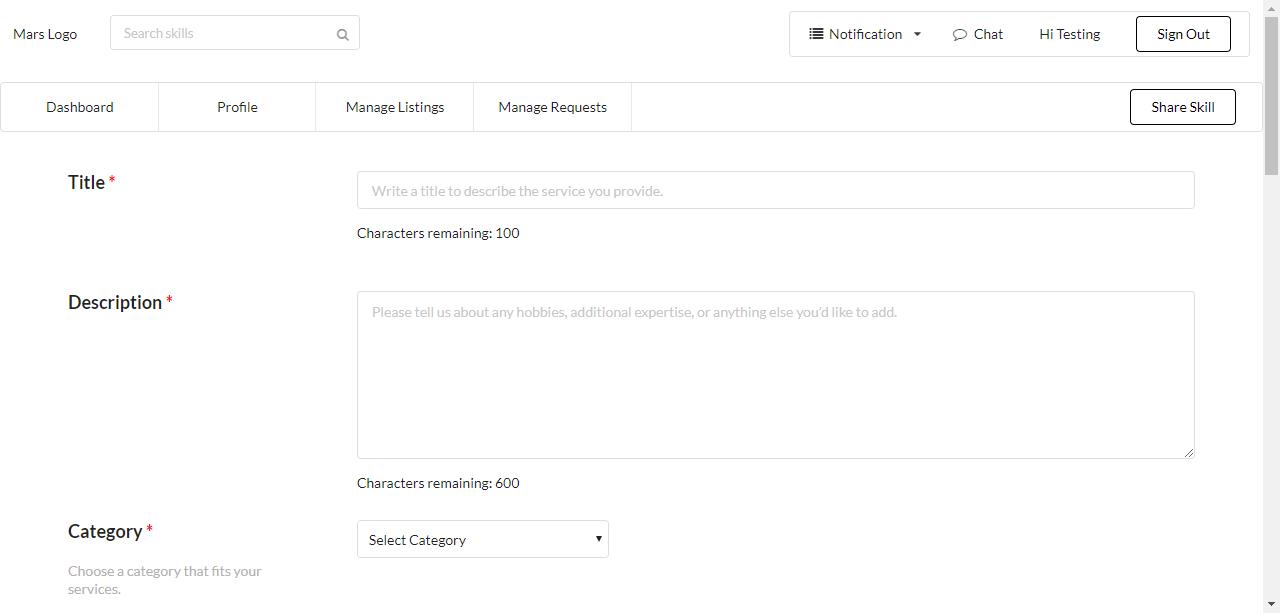 Mars Logo
Search skills
Notification
Chat
Hi Testing
Sign Out
Dashboard
Profile
Manage Listings
Manage Requests
Share Skill
Title *
Write a title to describe the service you provide.
Characters remaining: 100
Description *
Please tell us about any hobbies, additional expertise, or anything else you'd like to add.
Characters remaining: 600
Category *
Select Category
Choose a category that fits your
services.